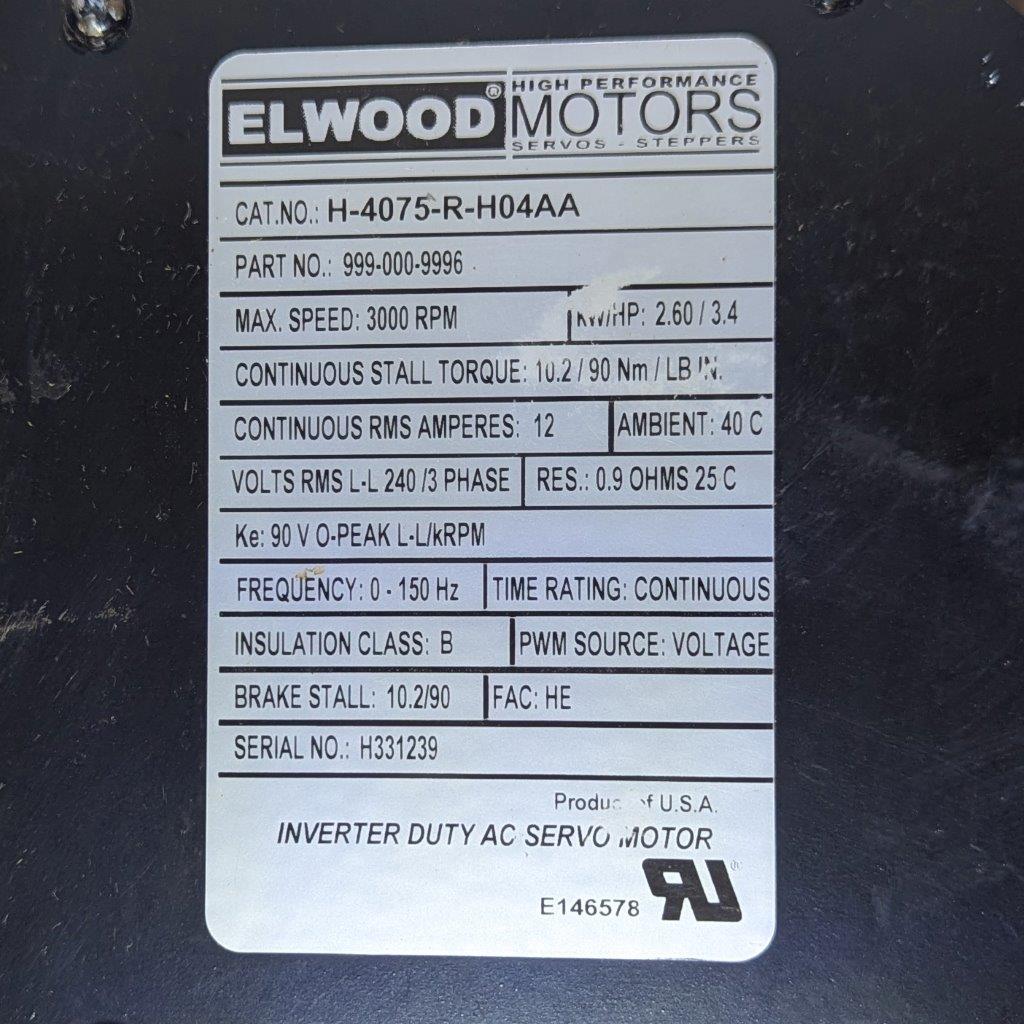 ELWOOD®
HIGH PERFORMANCE
MOTORS
SERVOS - STEPPERS
CAT.NO.: H-4075-R-H04AA
PART NO.: 999-000-9996
MAX. SPEED: 3000 RPM KW/HP: 2.60 / 3.4
CONTINUOUS STALL TORQUE: 10.2 / 90 Nm / LB IN.
CONTINUOUS RMS AMPERES: 12 AMBIENT: 40 C
VOLTS RMS L-L 240 /3 PHASE RES.: 0.9 OHMS 25 C
Ke: 90 V O-PEAK L-L/kRPM
FREQUENCY: 0 - 150 Hz TIME RATING: CONTINUOUS
INSULATION CLASS: B PWM SOURCE: VOLTAGE
BRAKE STALL: 10.2/90 FAC: HE
SERIAL NO.: H331239
Product of U.S.A.
INVERTER DUTY AC SERVO MOTOR
E146578